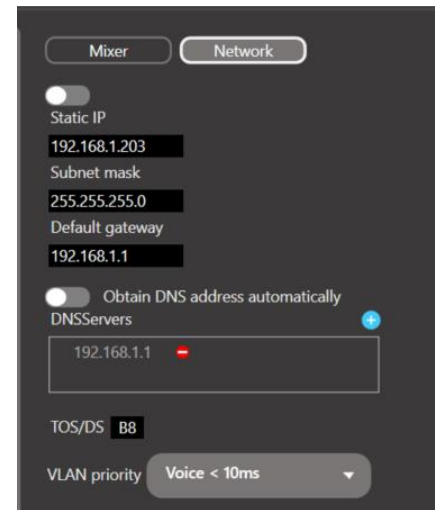 Mixer Network
Static IP
192.168.1.203
Subnet mask
255.255.255.0
Default gateway
192.168.1.1
Obtain DNS address automatically
DNSServers
192.168.1.1
TOS/DS B8
VLAN priority Voice < 10ms